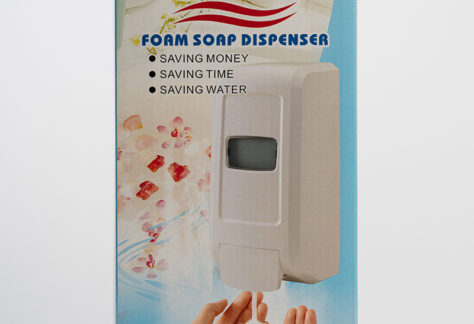 FOAM SOAP DISPENSER
● SAVING MONEY
● SAVING TIME
● SAVING WATER